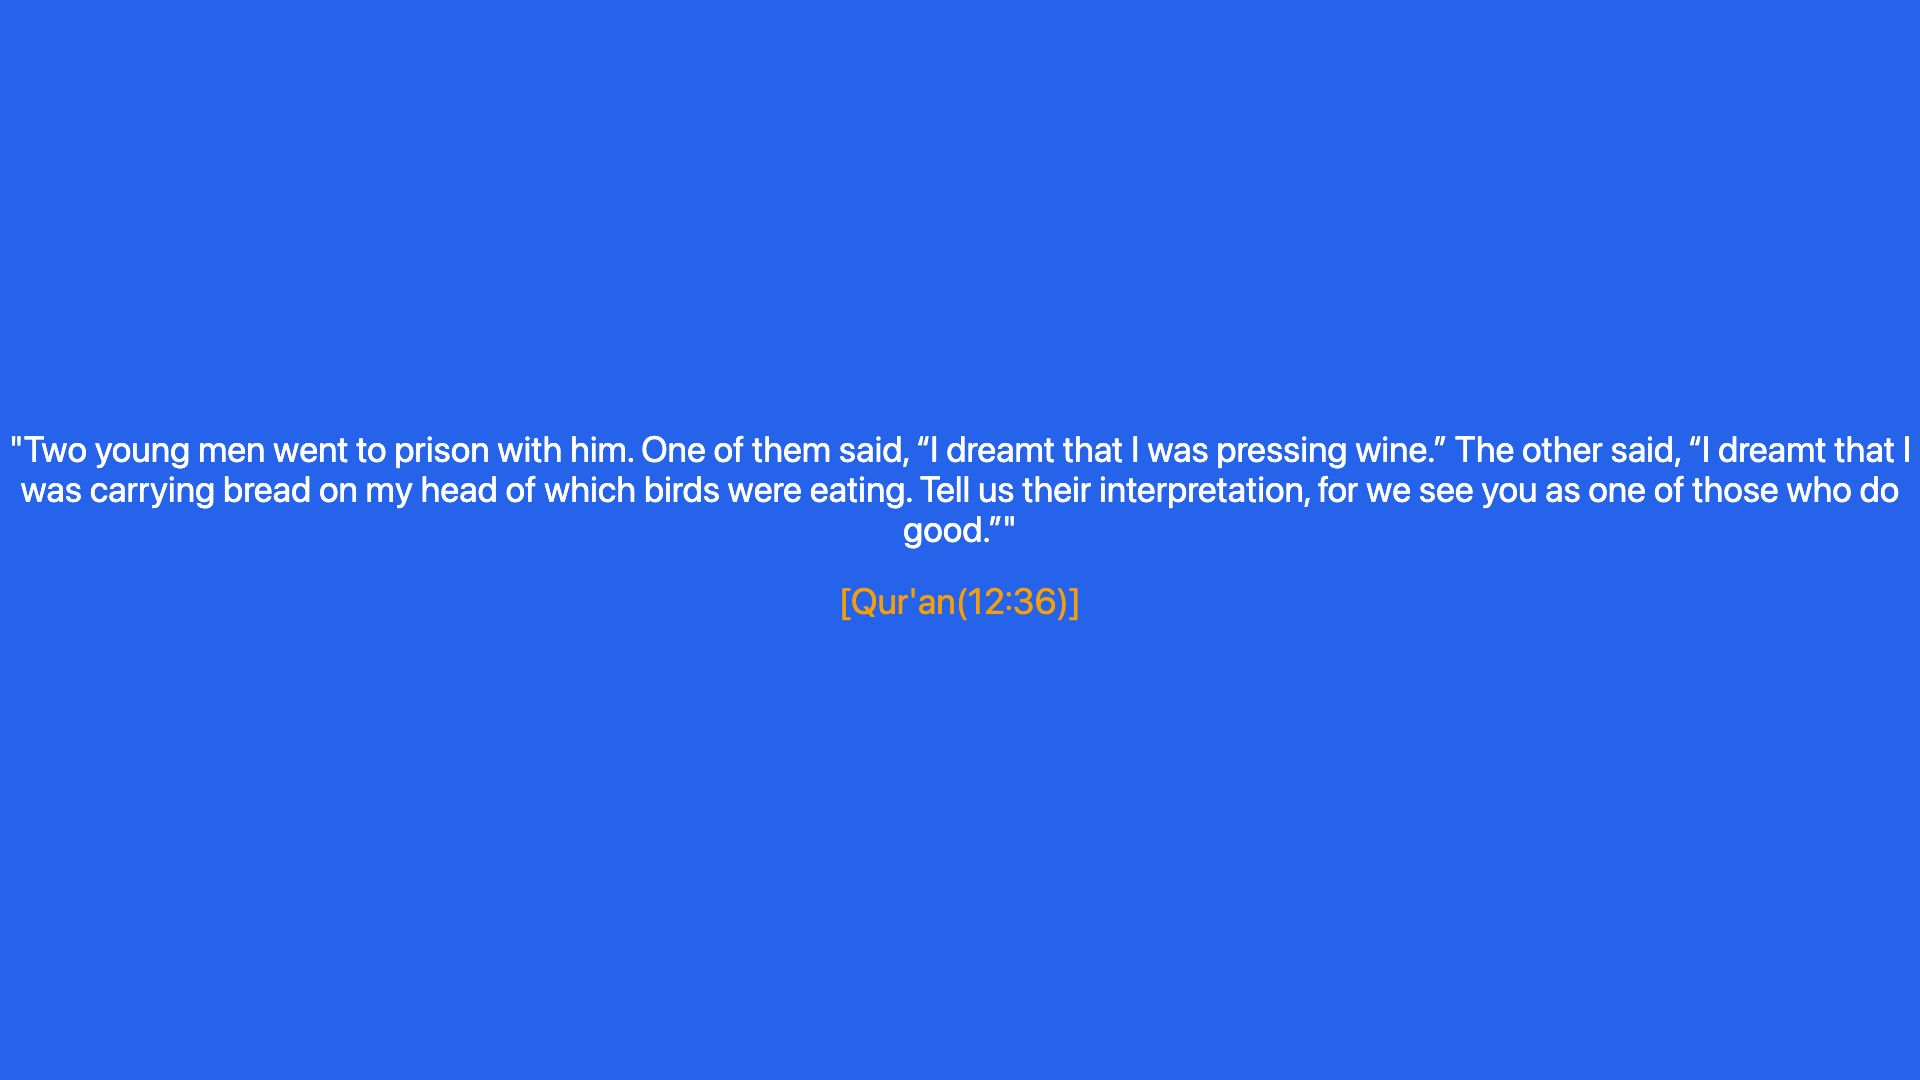 "Two young men went to prison with him. One of them said, “I dreamt that I was pressing wine.” The other said, “I dreamt that I
was carrying bread on my head of which birds were eating. Tell us their interpretation, for we see you as one of those who do
good.”"
[Qur'an(12:36)]